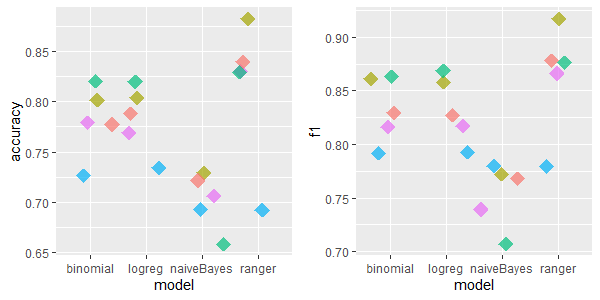 accuracy
0.85
0.80
0.75
0.70
0.65
binomial logreg naiveBayes ranger
model
f1
0.90
0.85
0.80
0.75
0.70
binomial logreg naiveBayes ranger
model